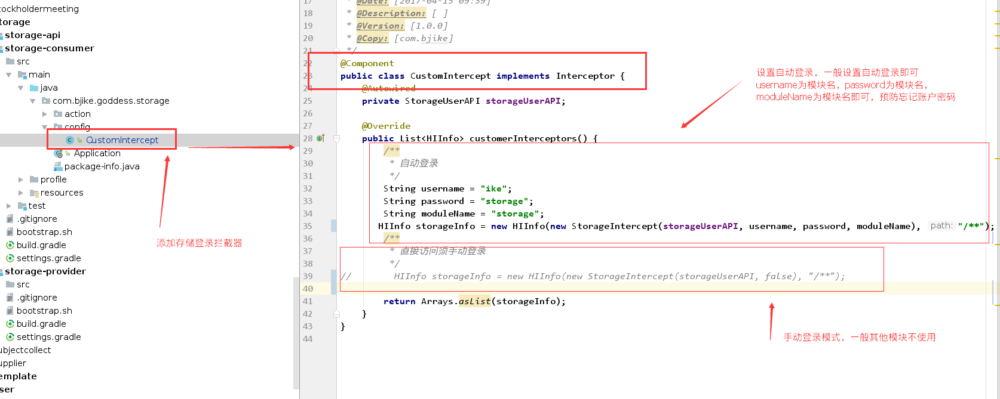 tockholdermeeting
torage
storage-api
storage-consumer
src
main
java
com.bjike.goddess.storage
action
config
CustomIntercept
Application
package-info.java
profile
resources
test
.gitignore
bootstrap.sh
build.gradle
settings.gradle
storage-provider
src
.gitignore
bootstrap.sh
build.gradle
settings.gradle
ubjectcollect
upplier
emplate
ser
添加存储登录拦截器
17 * @Date: [2017-04-15 09:39]
18 * @Description: [ ]
19 * @Version: [1.0.0]
20 * @Copy: [com.bjike]
21 */
22 @Component
23 public class CustomIntercept implements Interceptor {
24 @Autowired
25 private StorageUserAPI storageUserAPI;
26
27 @Override
28 public List<HIInfo> customerInterceptors() {
29 /**
30 * 自动登录
31 */
32 String username = "ike";
33 String password = "storage";
34 String moduleName = "storage";
35 HIInfo storageInfo = new HIInfo(new StorageIntercept(storageUserAPI, username, password, moduleName), path: "/**");
36 /**
37 * 直接访问须手动登录
38 */
39 // HIInfo storageInfo = new HIInfo(new StorageIntercept(storageUserAPI, false), "/**");
40
41 return Arrays.asList(storageInfo);
42 }
43 }
44
设置自动登录，一般设置自动登录即可
username为模块名，password为模块名，
moduleName为模块名即可，预防忘记账户密码
手动登录模式，一般其他模块不使用